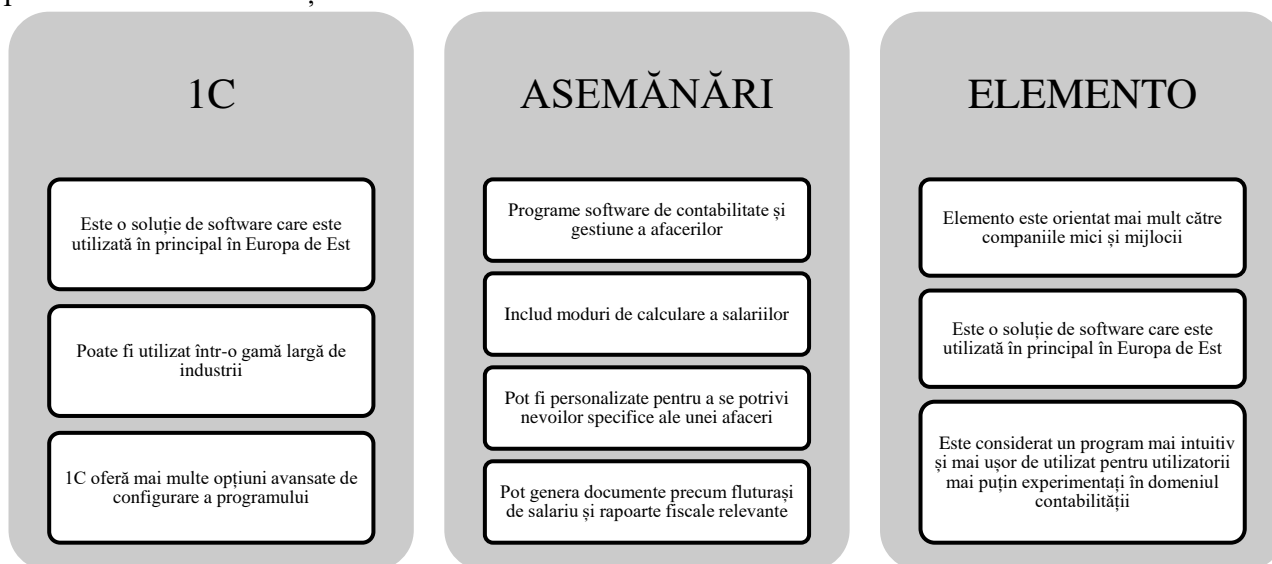 1C
Este o soluție de software care este
utilizată în principal în Europa de Est
Poate fi utilizat într-o gamă largă de
industrii
1C oferă mai multe opțiuni avansate de
configurare a programului
ASEMĂNĂRI
Programe software de contabilitate și
gestiune a afacerilor
Includ moduri de calculare a salariilor
Pot fi personalizate pentru a se potrivi
nevoilor specifice ale unei afaceri
Pot genera documente precum fluturași
de salariu și rapoarte fiscale relevante
ELEMENTO
Elemento este orientat mai mult către
companiile mici și mijlocii
Este o soluție de software care este
utilizată în principal în Europa de Est
Este considerat un program mai intuitiv
și mai ușor de utilizat pentru utilizatorii
mai puțin experimentați în domeniul
contabilității